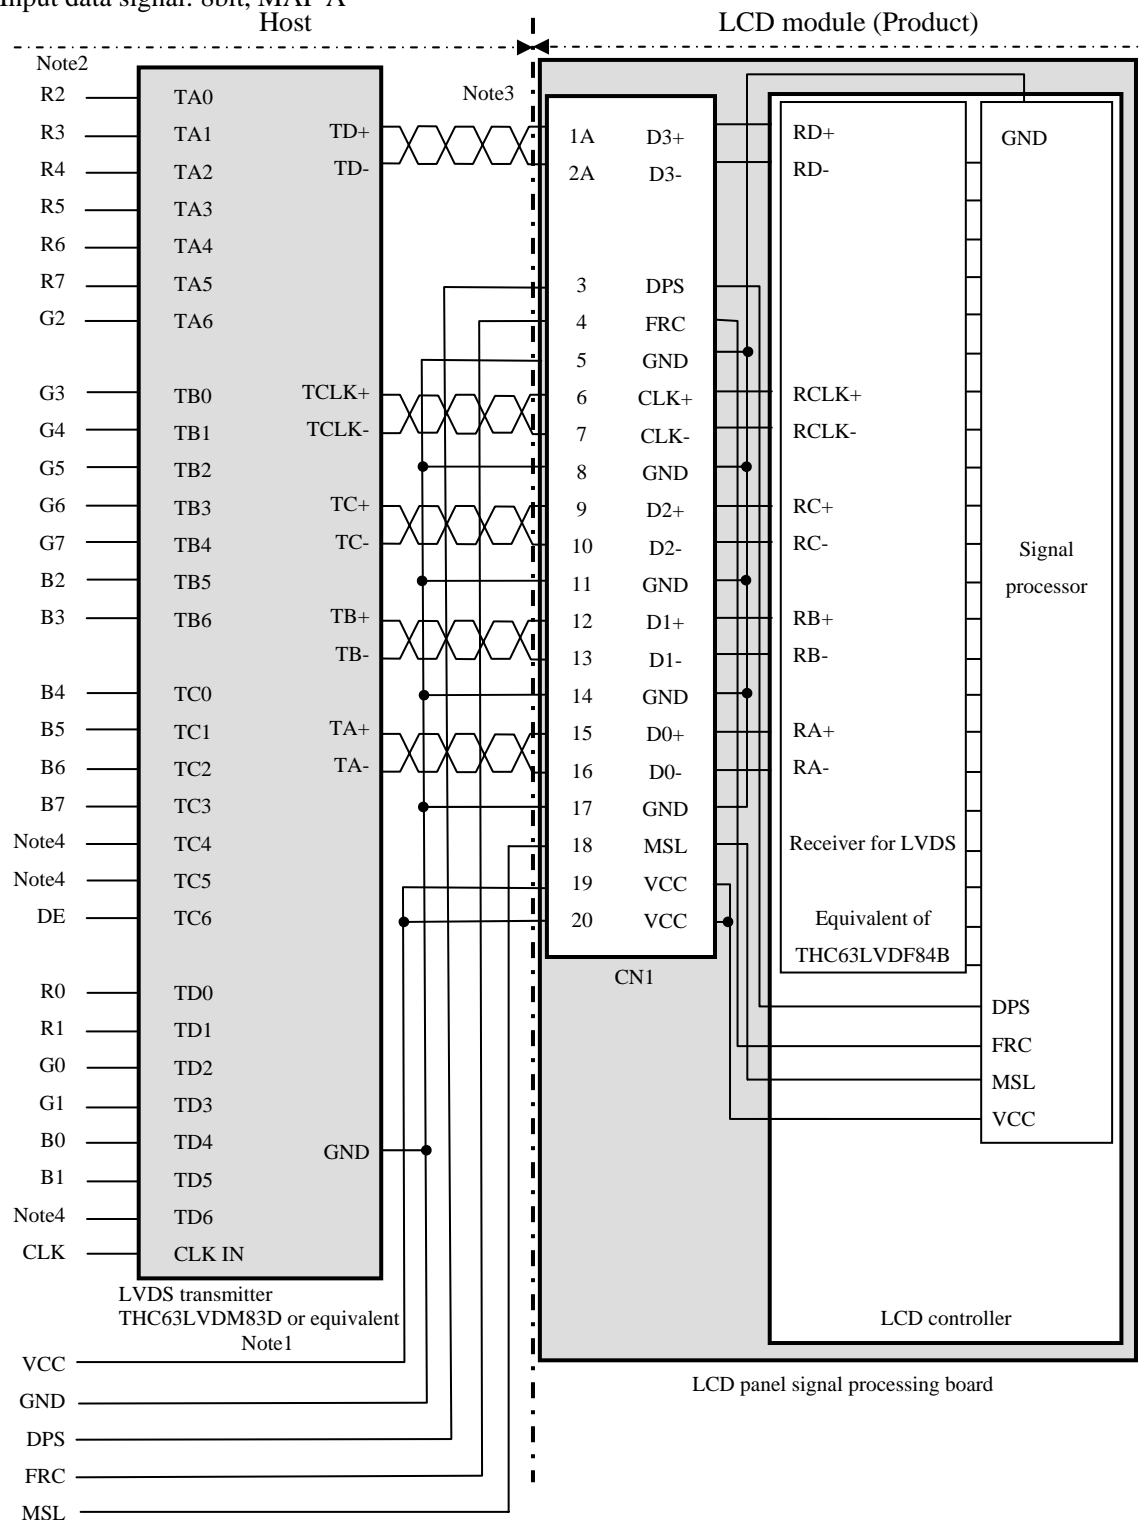 Input data signal: 8bit, MAP A
Host
LCD module (Product)
Note2
Note3
R2
R3
R4
R5
R6
R7
G2
G3
G4
G5
G6
G7
B2
B3
B4
B5
B6
B7
Note4
Note4
DE
R0
R1
G0
G1
B0
B1
Note4
CLK
TA0
TA1
TA2
TA3
TA4
TA5
TA6
TB0
TB1
TB2
TB3
TB4
TB5
TB6
TC0
TC1
TC2
TC3
TC4
TC5
TC6
TD0
TD1
TD2
TD3
TD4
TD5
TD6
CLK IN
TD+
TD-
TCLK+
TCLK-
TC+
TC-
TB+
TB-
TA+
TA-
GND
1A D3+
2A D3-
3 DPS
4 FRC
5 GND
6 CLK+
7 CLK-
8 GND
9 D2+
10 D2-
11 GND
12 D1+
13 D1-
14 GND
15 D0+
16 D0-
17 GND
18 MSL
19 VCC
20 VCC
CN1
RD+
RD-
RCLK+
RCLK-
RC+
RC-
RB+
RB-
RA+
RA-
Receiver for LVDS
Equivalent of
THC63LVDF84B
GND
Signal
processor
DPS
FRC
MSL
VCC
LCD controller
LCD panel signal processing board
LVDS transmitter
THC63LVDM83D or equivalent
Note1
VCC
GND
DPS
FRC
MSL